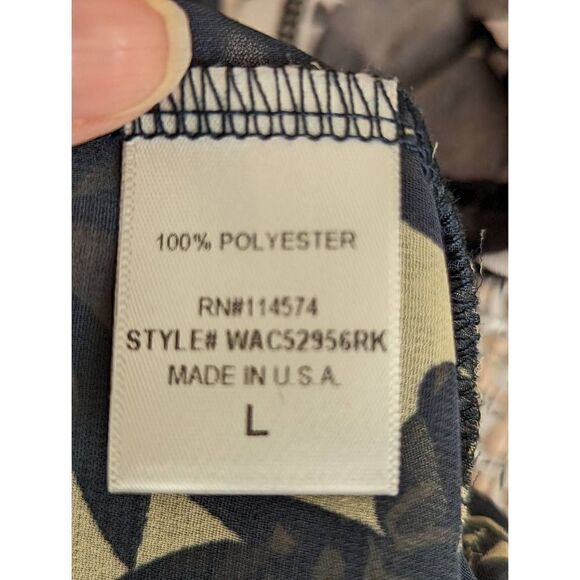 100% POLYESTER
RN#114574
STYLE# WAC52956RK
MADE IN U.S.A.
L